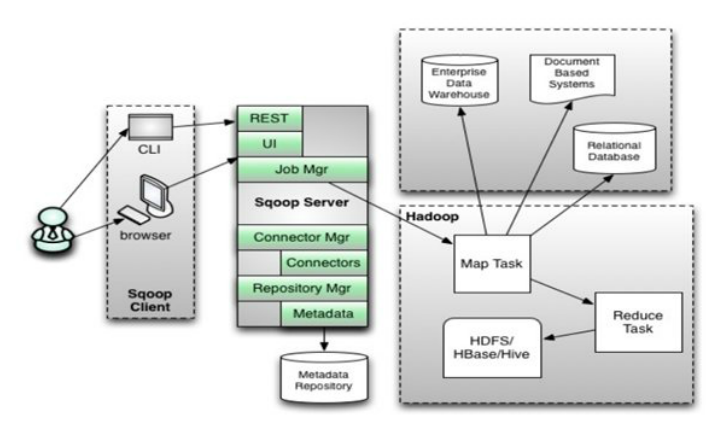 CLI
browser
Sqoop
Client
REST
UI
Job Mgr
Sqoop Server
Connector Mgr
Connectors
Repository Mgr
Metadata
Metadata
Repository
Enterprise
Data
Warehouse
Document
Based
Systems
Relational
Database
Hadoop
Map Task
Reduce
Task
HDFS/
HBase/Hive